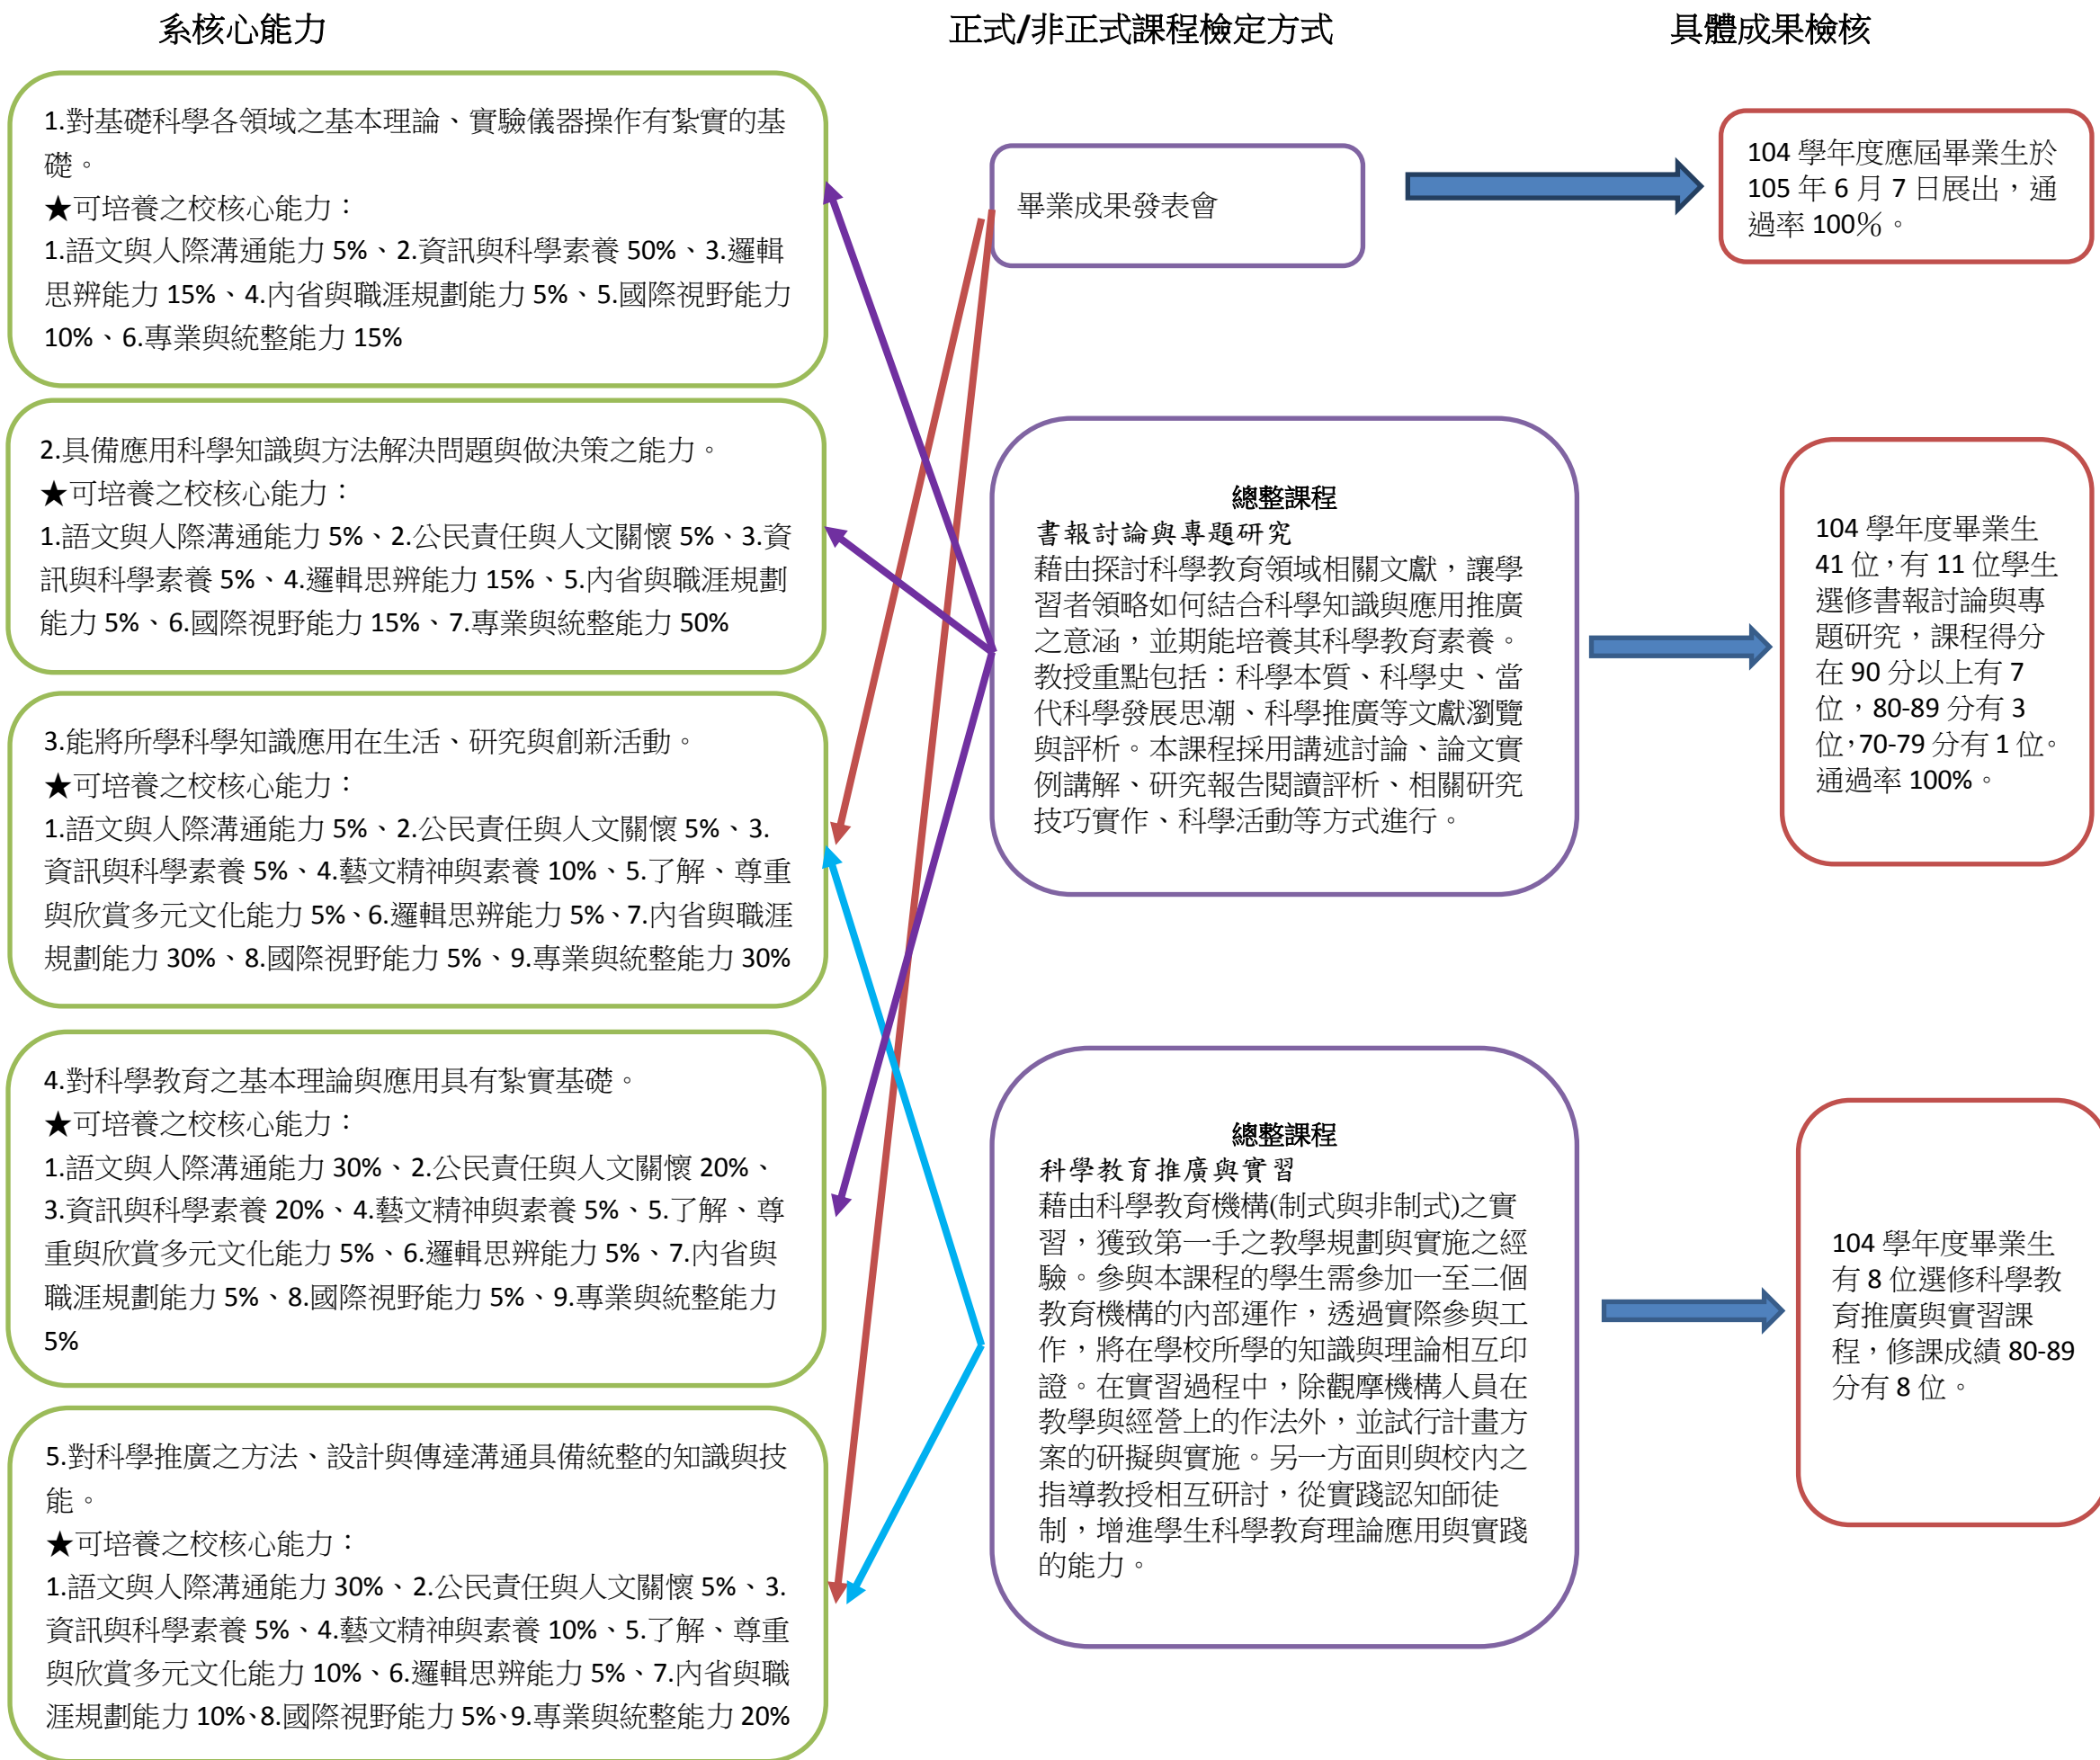 系核心能力
正式/非正式課程檢定方式
具體成果檢核
1.對基礎科學各領域之基本理論、實驗儀器操作有紮實的基
礎。
★可培養之校核心能力：
1.語文與人際溝通能力 5%、2.資訊與科學素養 50%、3.邏輯
思辨能力 15%、4.內省與職涯規劃能力 5%、5.國際視野能力
10%、6.專業與統整能力 15%
2.具備應用科學知識與方法解決問題與做決策之能力。
★可培養之校核心能力：
1.語文與人際溝通能力 5%、2.公民責任與人文關懷 5%、3.資
訊與科學素養 5%、4.邏輯思辨能力 15%、5.內省與職涯規劃
能力 5%、6.國際視野能力 15%、7.專業與統整能力 50%
3.能將所學科學知識應用在生活、研究與創新活動。
★可培養之校核心能力：
1.語文與人際溝通能力 5%、2.公民責任與人文關懷 5%、3.
資訊與科學素養 5%、4.藝文精神與素養 10%、5.了解、尊重
與欣賞多元文化能力 5%、6.邏輯思辨能力 5%、7.內省與職涯
規劃能力 30%、8.國際視野能力 5%、9.專業與統整能力 30%
4.對科學教育之基本理論與應用具有紮實基礎。
★可培養之校核心能力：
1.語文與人際溝通能力 30%、2.公民責任與人文關懷 20%、
3.資訊與科學素養 20%、4.藝文精神與素養 5%、5.了解、尊
重與欣賞多元文化能力 5%、6.邏輯思辨能力 5%、7.內省與
職涯規劃能力 5%、8.國際視野能力 5%、9.專業與統整能力
5%
5.對科學推廣之方法、設計與傳達溝通具備統整的知識與技
能。
★可培養之校核心能力：
1.語文與人際溝通能力 30%、2.公民責任與人文關懷 5%、3.
資訊與科學素養 5%、4.藝文精神與素養 10%、5.了解、尊重
與欣賞多元文化能力 10%、6.邏輯思辨能力 5%、7.內省與職
涯規劃能力 10%、8.國際視野能力 5%、9.專業與統整能力 20%
畢業成果發表會
總整課程
書報討論與專題研究
藉由探討科學教育領域相關文獻，讓學
習者領略如何結合科學知識與應用推廣
之意涵，並期能培養其科學教育素養。
教授重點包括：科學本質、科學史、當
代科學發展思潮、科學推廣等文獻瀏覽
與評析。本課程採用講述討論、論文實
例講解、研究報告閱讀評析、相關研究
技巧實作、科學活動等方式進行。
總整課程
科學教育推廣與實習
藉由科學教育機構(制式與非制式)之實
習，獲致第一手之教學規劃與實施之經
驗。參與本課程的學生需參加一至二個
教育機構的內部運作，透過實際參與工
作，將在學校所學的知識與理論相互印
證。在實習過程中，除觀摩機構人員在
教學與經營上的作法外，並試行計畫方
案的研擬與實施。另一方面則與校內之
指導教授相互研討，從實踐認知師徒
制，增進學生科學教育理論應用與實踐
的能力。
104 學年度應屆畢業生於
105 年 6 月 7 日展出，通
過率 100％。
104 學年度畢業生
41 位，有 11 位學生
選修書報討論與專
題研究，課程得分
在 90 分以上有 7
位，80-89 分有 3
位，70-79 分有 1 位。
通過率 100%。
104 學年度畢業生
有 8 位選修科學教
育推廣與實習課
程，修課成績 80-89
分有 8 位。